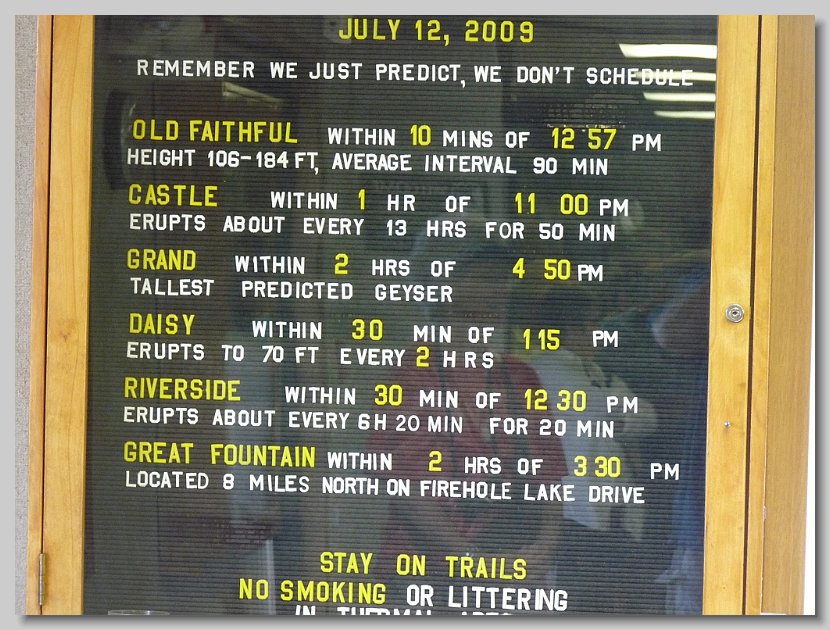 JULY 12, 2009
REMEMBER WE JUST PREDICT, WE DON'T SCHEDULE
OLD FAITHFUL WITHIN 10 MINS OF 12 57 PM
HEIGHT 106-184 FT, AVERAGE INTERVAL 90 MIN
CASTLE WITHIN 1 HR OF 11 00 PM
ERUPTS ABOUT EVERY 13 HRS FOR 50 MIN
GRAND WITHIN 2 HRS OF 4 50 PM
TALLEST PREDICTED GEYSER
DAISY WITHIN 30 MIN OF 1 15 PM
ERUPTS TO 70 FT EVERY 2 HRS
RIVERSIDE WITHIN 30 MIN OF 12 30 PM
ERUPTS ABOUT EVERY 6H 20 MIN FOR 20 MIN
GREAT FOUNTAIN WITHIN 2 HRS OF 3 30 PM
LOCATED 8 MILES NORTH ON FIREHOLE LAKE DRIVE
STAY ON TRAILS
NO SMOKING OR LITTERING
IN THERMAL